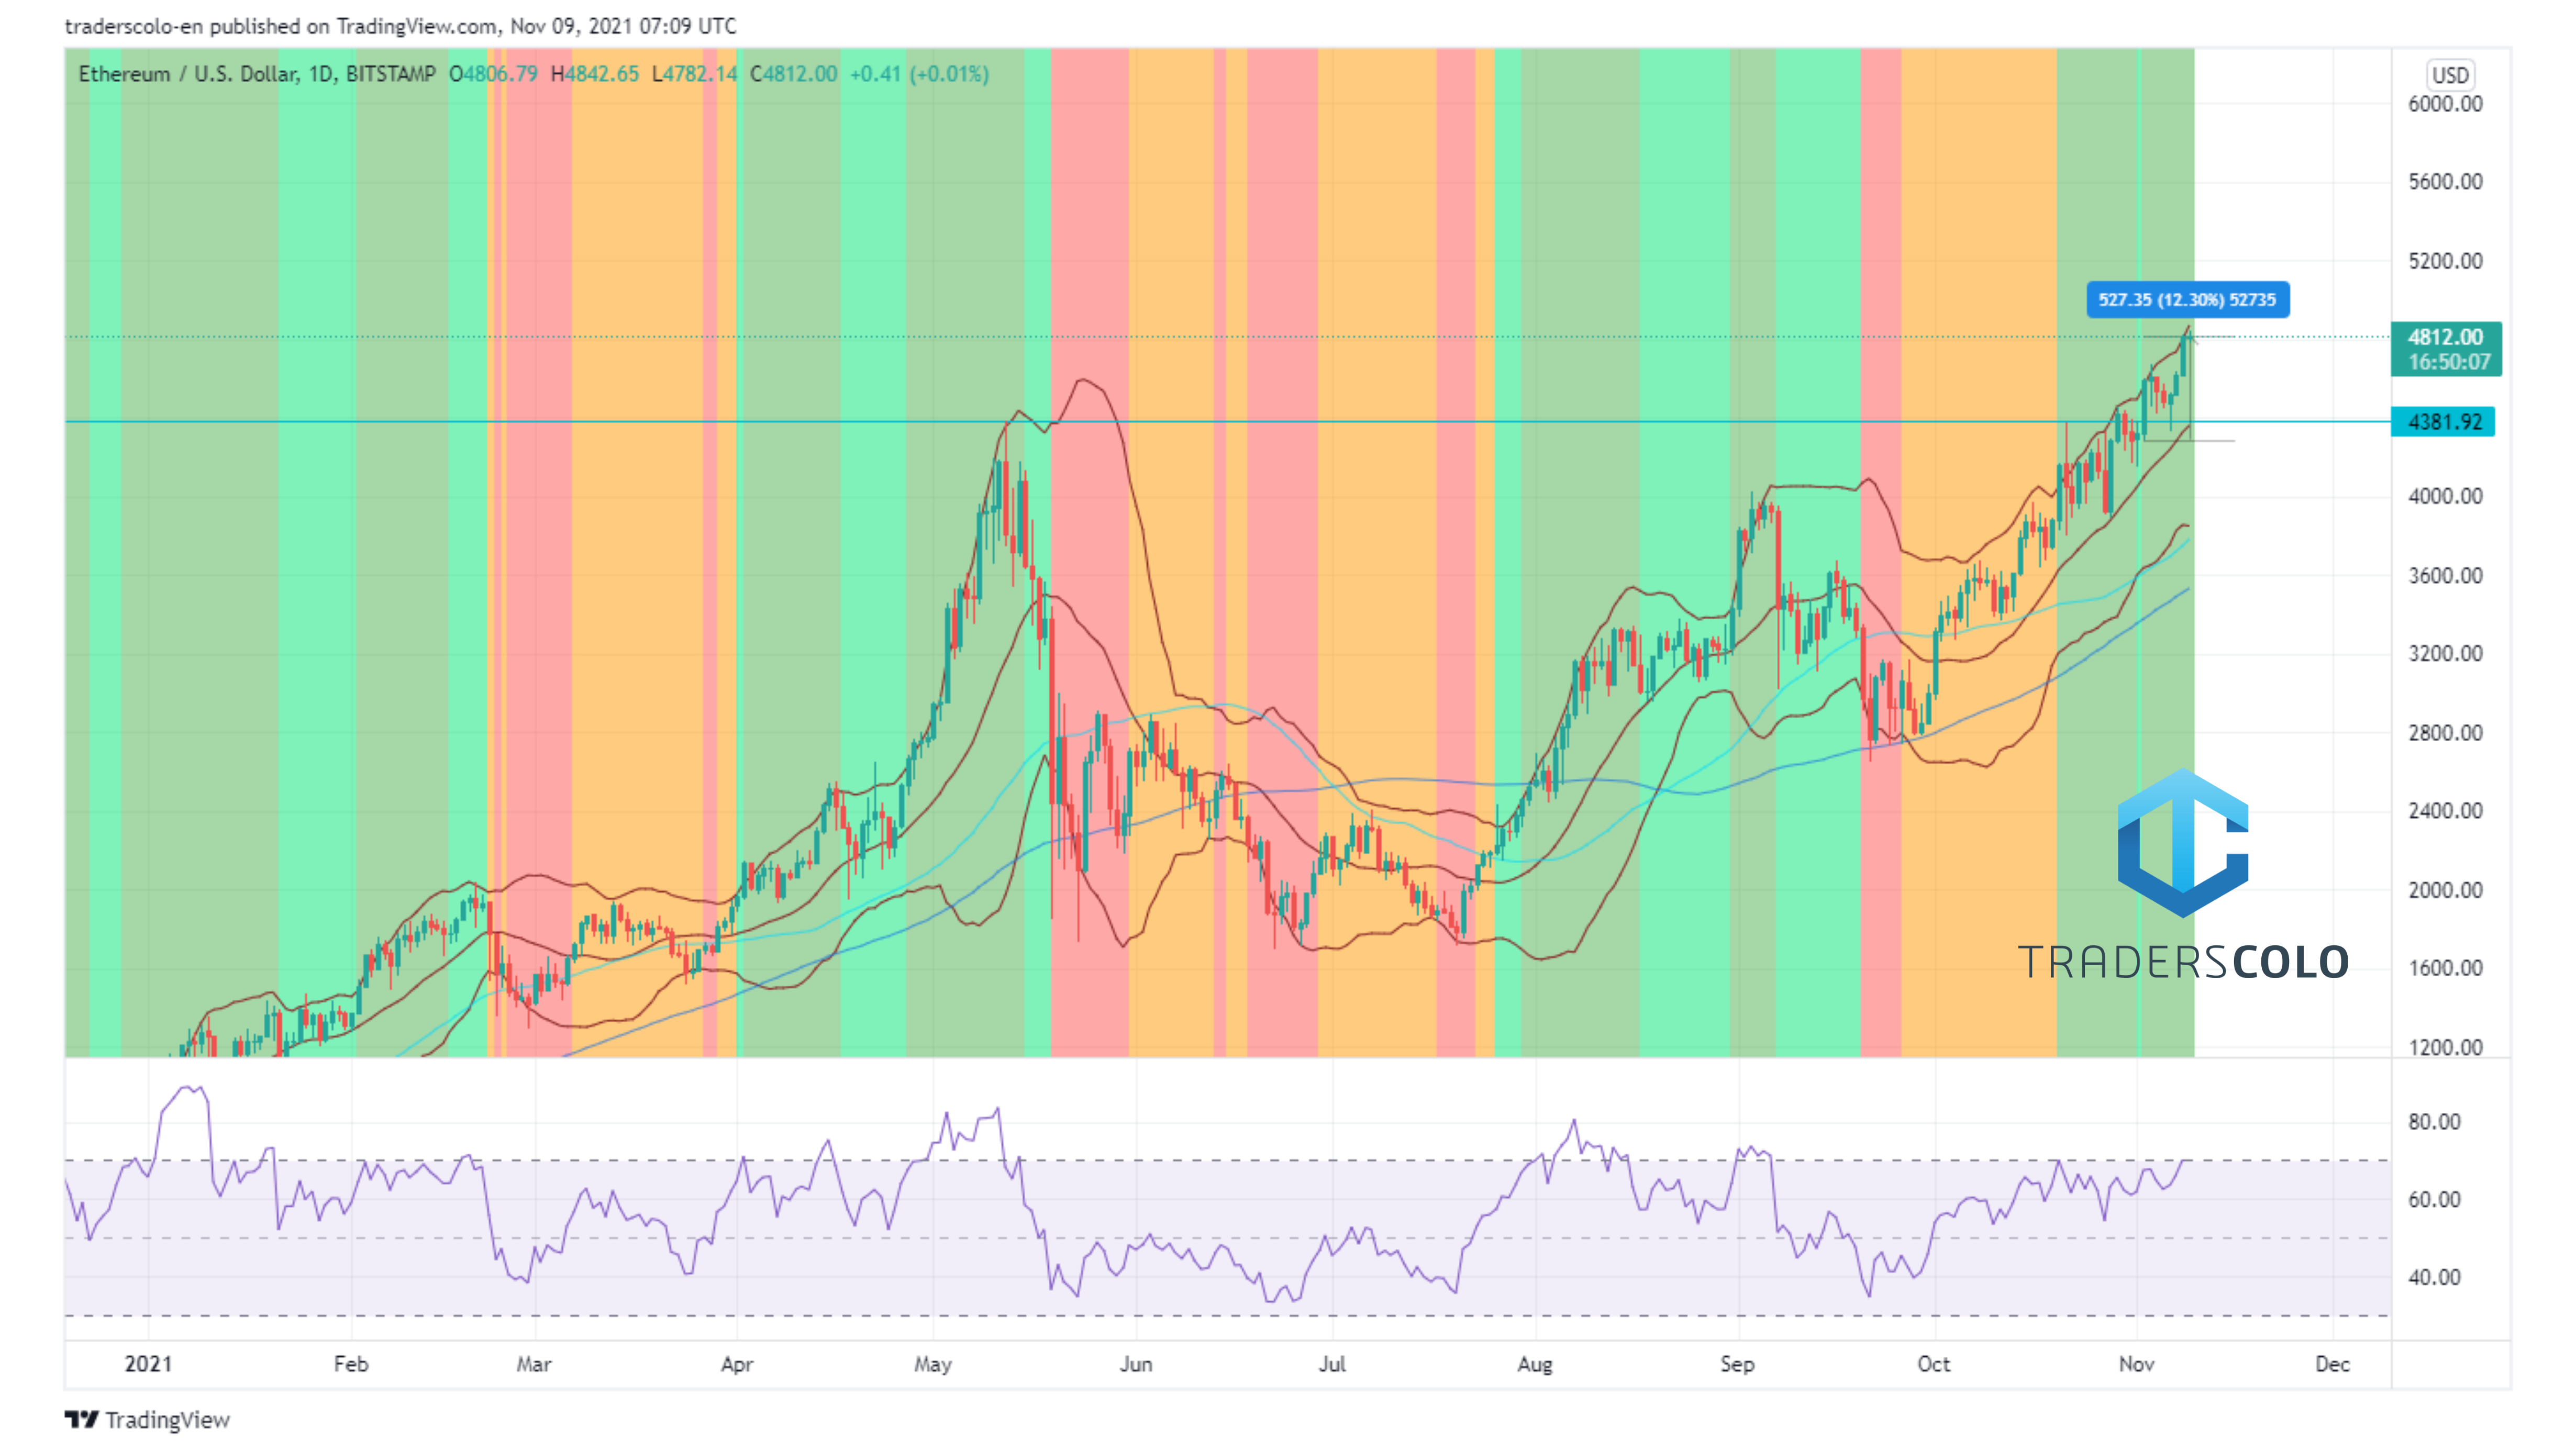 traderscolo-en published on TradingView.com, Nov 09, 2021 07:09 UTC
Ethereum / U.S. Dollar, 1D, BITSTAMP O4806.79 H4842.65 L4782.14 C4812.00 +0.41 (+0.01%)
USD
6000.00
5600.00
5200.00
527.35 (12.30%) 52735
4812.00
16:50:07
4381.92
4000.00
3600.00
3200.00
2800.00
2400.00
2000.00
TRADERSCOLO
1600.00
1200.00
80.00
60.00
40.00
2021 Feb Mar Apr May Jun Jul Aug Sep Oct Nov Dec
TradingView